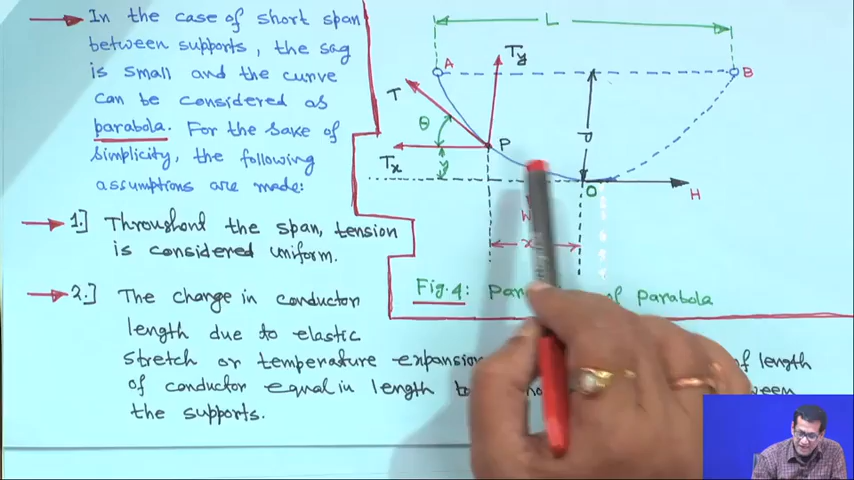 In the case of short span
between supports, the sag
is small and the curve
can be considered as
parabola. For the sake of
simplicity, the following
assumptions are made:
1.] Throughout the span, tension
is considered uniform.
2.] The change in conductor
length due to elastic
stretch or temperature expansion of length
of conductor equal in length to
the supports.
L
A
B
Ty
T
θ
P
d
Tx
y
O
H
x
Fig.4: of Parabola